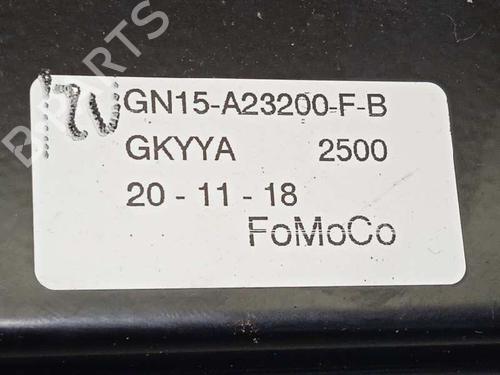 GN15-A23200-F-B
GKYYA 2500
20 - 11 - 18
FoMoCo